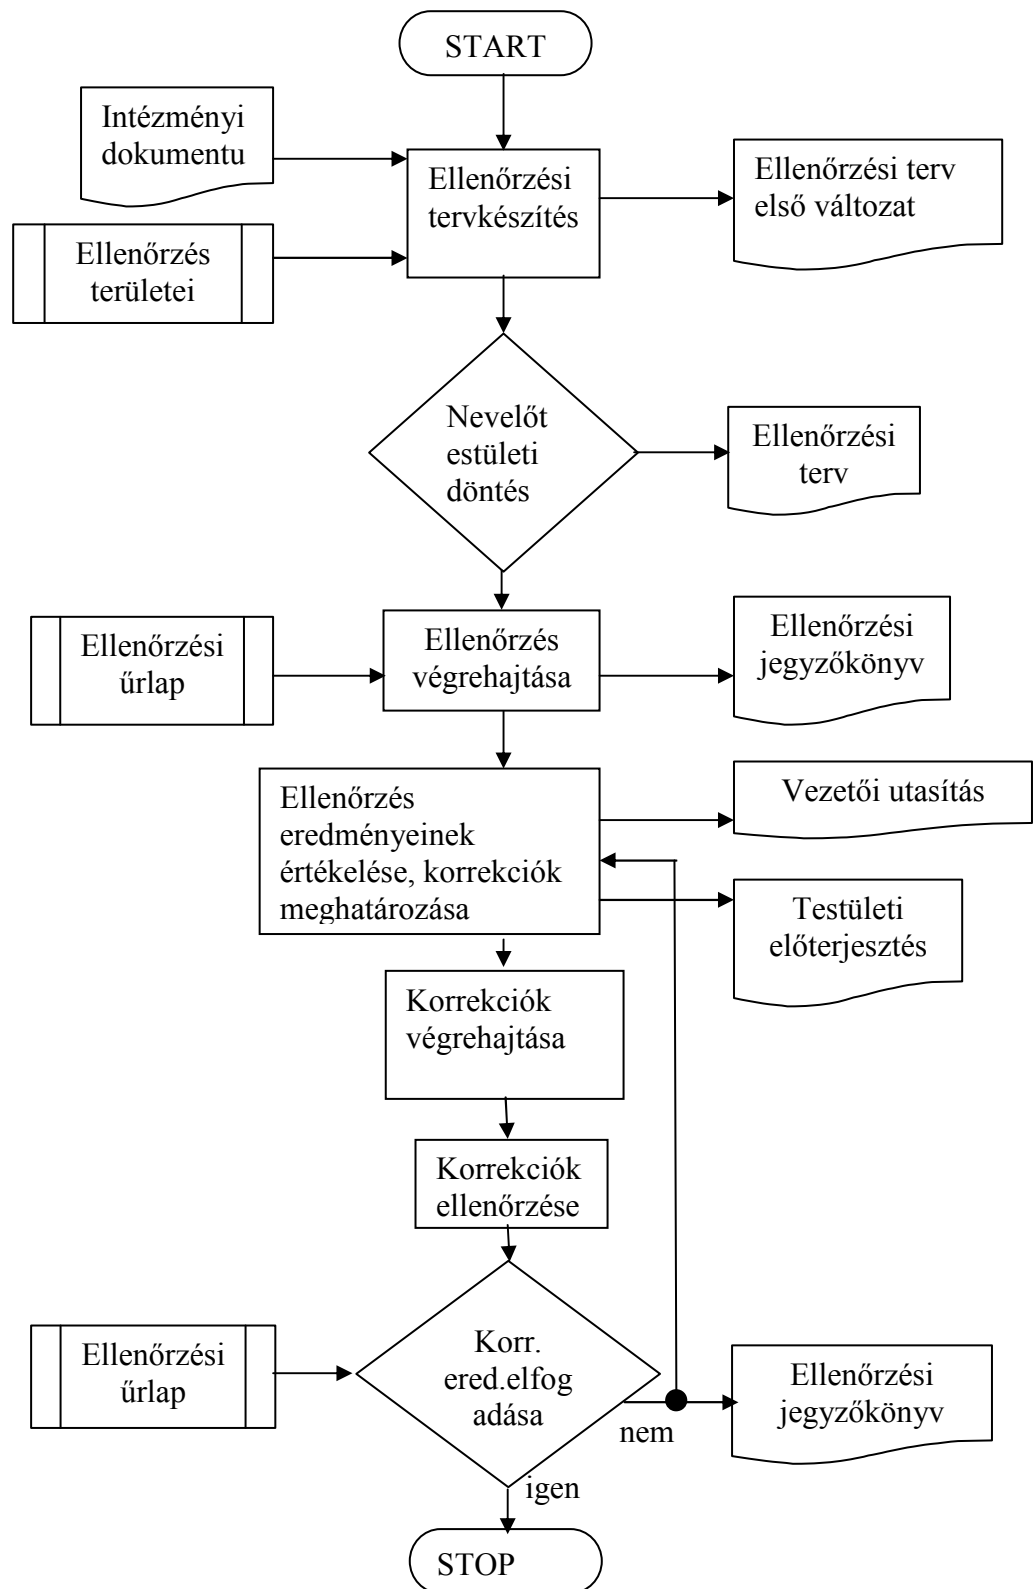 START
Intézményi
dokumentu
Ellenőrzési
tervkészítés
Ellenőrzési terv
első változat
Ellenőrzés
területei
Nevelőt
estületi
döntés
Ellenőrzési
terv
Ellenőrzési
űrlap
Ellenőrzés
végrehajtása
Ellenőrzési
jegyzőkönyv
Ellenőrzés
eredményeinek
értékelése, korrekciók
meghatározása
Vezetői utasítás
Testületi
előterjesztés
Korrekciók
végrehajtása
Korrekciók
ellenőrzése
Ellenőrzési
űrlap
Korr.
ered.elfog
adása
nem
Ellenőrzési
jegyzőkönyv
igen
STOP